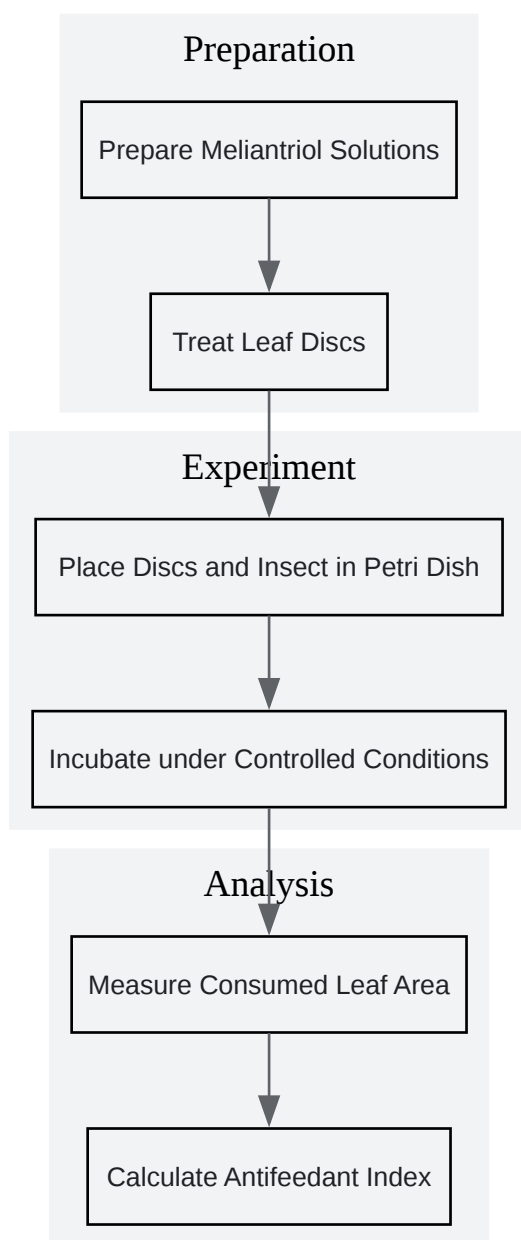 Preparation
Prepare Meliantriol Solutions
Treat Leaf Discs
Experiment
Place Discs and Insect in Petri Dish
Incubate under Controlled Conditions
Analysis
Measure Consumed Leaf Area
Calculate Antifeedant Index